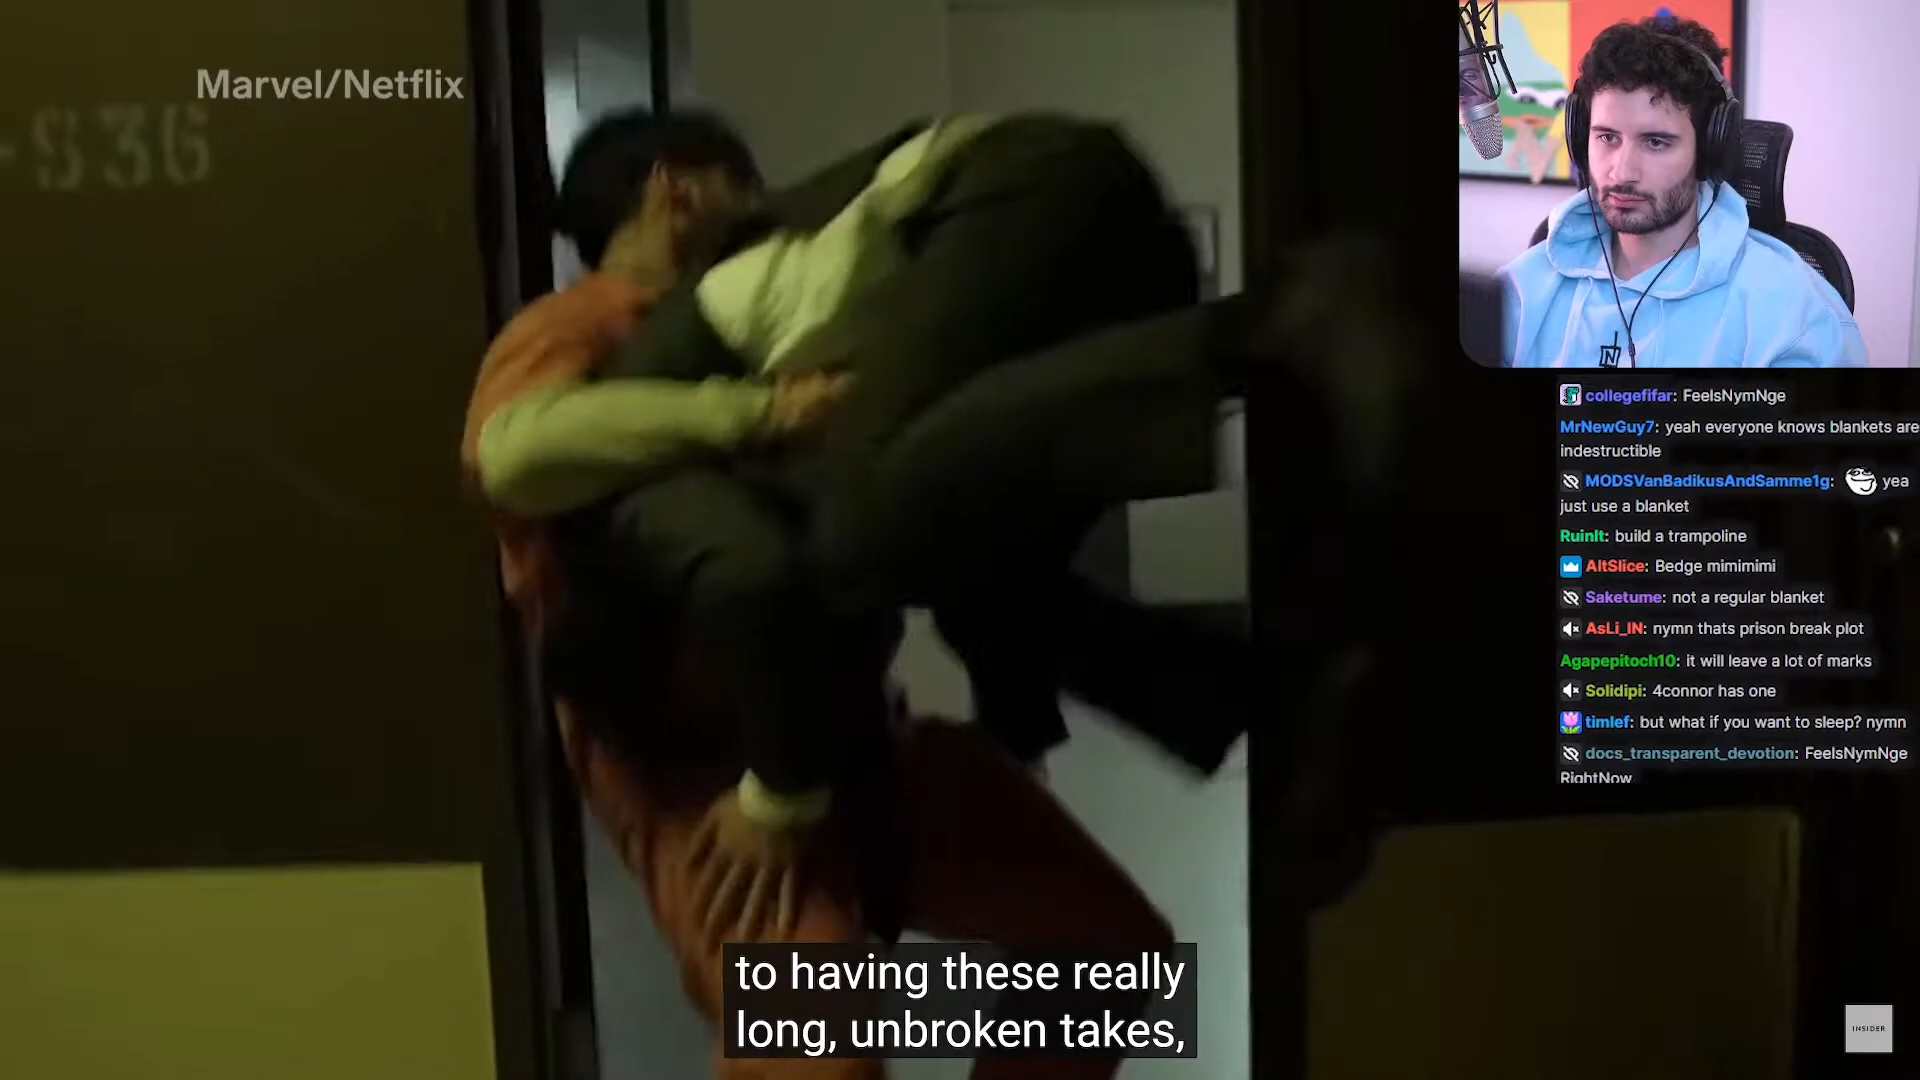 Marvel/Netflix
-S36
collegefifar: FeelsNymNge
MrNewGuy7: yeah everyone knows blankets are
indestructible
MODSVanBadikusAndSamme1g: yea
just use a blanket
RuinIt: build a trampoline
AltSlice: Bedge mimimimi
Saketume: not a regular blanket
AsLi_IN: nymn thats prison break plot
Agapepitoch10: it will leave a lot of marks
Solidipi: 4connor has one
timlef: but what if you want to sleep? nymn
docs_transparent_devotion: FeelsNymNge
RightNow
to having these really
long, unbroken takes,
INSIDER
N